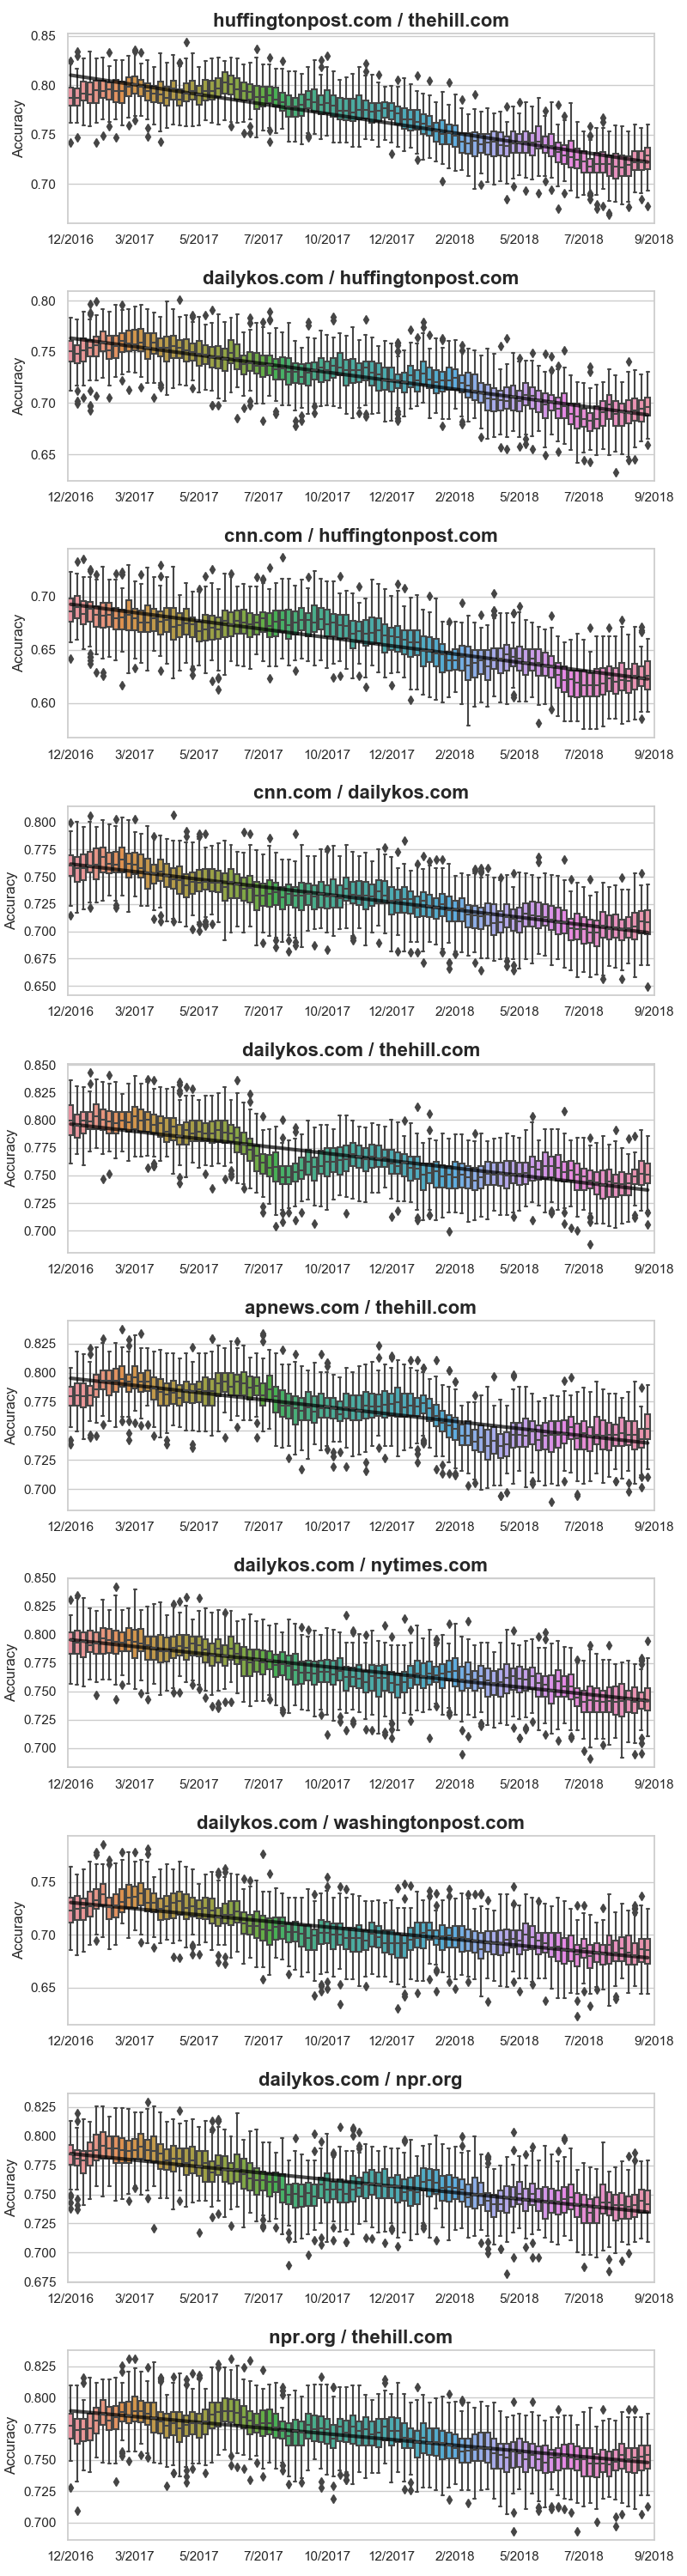 huffingtonpost.com / thehill.com
0.85
0.80
0.75
0.70
Accuracy
12/2016 3/2017 5/2017 7/2017 10/2017 12/2017 2/2018 5/2018 7/2018 9/2018
dailykos.com / huffingtonpost.com
0.80
0.75
0.70
0.65
Accuracy
12/2016 3/2017 5/2017 7/2017 10/2017 12/2017 2/2018 5/2018 7/2018 9/2018
cnn.com / huffingtonpost.com
0.70
0.65
0.60
Accuracy
12/2016 3/2017 5/2017 7/2017 10/2017 12/2017 2/2018 5/2018 7/2018 9/2018
cnn.com / dailykos.com
0.800
0.775
0.750
0.725
0.700
0.675
0.650
Accuracy
12/2016 3/2017 5/2017 7/2017 10/2017 12/2017 2/2018 5/2018 7/2018 9/2018
dailykos.com / thehill.com
0.850
0.825
0.800
0.775
0.750
0.725
0.700
Accuracy
12/2016 3/2017 5/2017 7/2017 10/2017 12/2017 2/2018 5/2018 7/2018 9/2018
apnews.com / thehill.com
0.825
0.800
0.775
0.750
0.725
0.700
Accuracy
12/2016 3/2017 5/2017 7/2017 10/2017 12/2017 2/2018 5/2018 7/2018 9/2018
dailykos.com / nytimes.com
0.850
0.825
0.800
0.775
0.750
0.725
0.700
Accuracy
12/2016 3/2017 5/2017 7/2017 10/2017 12/2017 2/2018 5/2018 7/2018 9/2018
dailykos.com / washingtonpost.com
0.75
0.70
0.65
Accuracy
12/2016 3/2017 5/2017 7/2017 10/2017 12/2017 2/2018 5/2018 7/2018 9/2018
dailykos.com / npr.org
0.825
0.800
0.775
0.750
0.725
0.700
0.675
Accuracy
12/2016 3/2017 5/2017 7/2017 10/2017 12/2017 2/2018 5/2018 7/2018 9/2018
npr.org / thehill.com
0.825
0.800
0.775
0.750
0.725
0.700
Accuracy
12/2016 3/2017 5/2017 7/2017 10/2017 12/2017 2/2018 5/2018 7/2018 9/2018